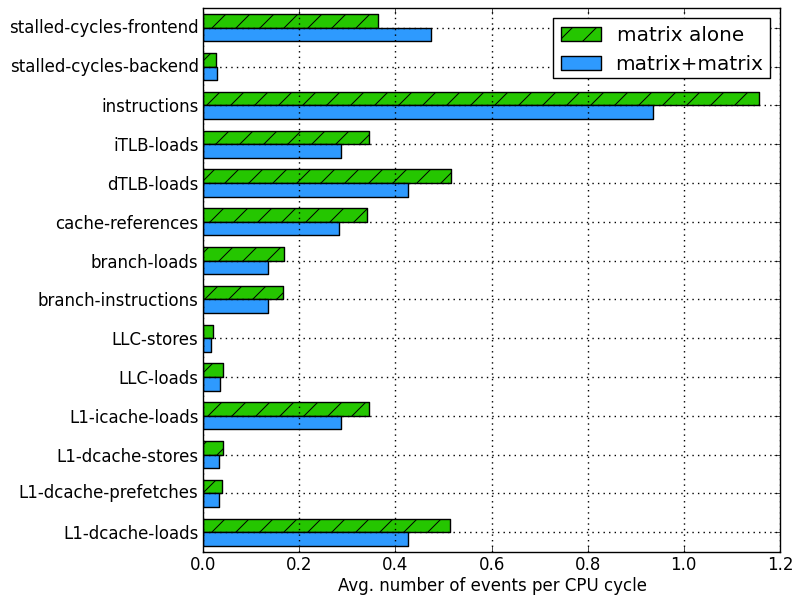 stalled-cycles-frontend
stalled-cycles-backend
instructions
iTLB-loads
dTLB-loads
cache-references
branch-loads
branch-instructions
LLC-stores
LLC-loads
L1-icache-loads
L1-dcache-stores
L1-dcache-prefetches
L1-dcache-loads
matrix alone
matrix+matrix
0.0 0.2 0.4 0.6 0.8 1.0 1.2
Avg. number of events per CPU cycle